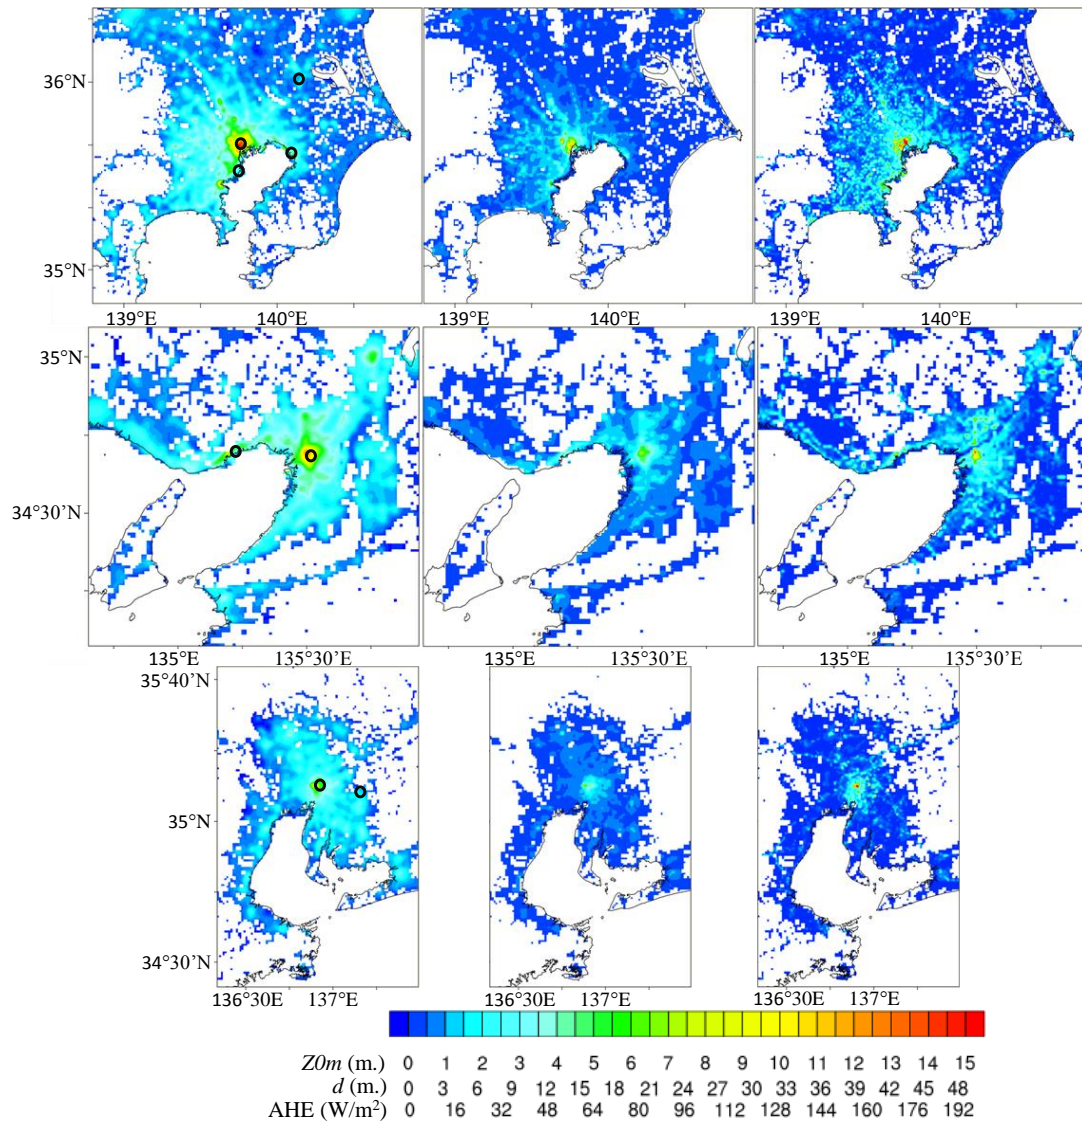 36°N
35°N
139°E 140°E 139°E 140°E 139°E 140°E
35°N
34°30'N
135°E 135°30'E 135°E 135°30'E 135°E 135°30'E
35°40'N
35°N
34°30'N
136°30'E 137°E 136°30'E 137°E 136°30'E 137°E
Z0m (m.) 0 1 2 3 4 5 6 7 8 9 10 11 12 13 14 15
d (m.) 0 3 6 9 12 15 18 21 24 27 30 33 36 39 42 45 48
AHE (W/m²) 0 16 32 48 64 80 96 112 128 144 160 176 192